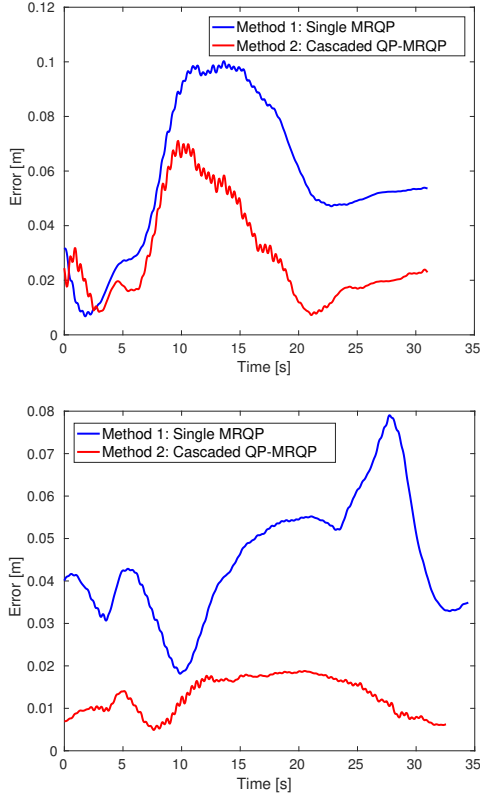 0.12
0.1
0.08
0.06
0.04
0.02
0
Error [m]
Method 1: Single MRQP
Method 2: Cascaded QP-MRQP
0 5 10 15 20 25 30 35
Time [s]
0.08
0.07
0.06
0.05
0.04
0.03
0.02
0.01
0
Error [m]
Method 1: Single MRQP
Method 2: Cascaded QP-MRQP
0 5 10 15 20 25 30 35
Time [s]